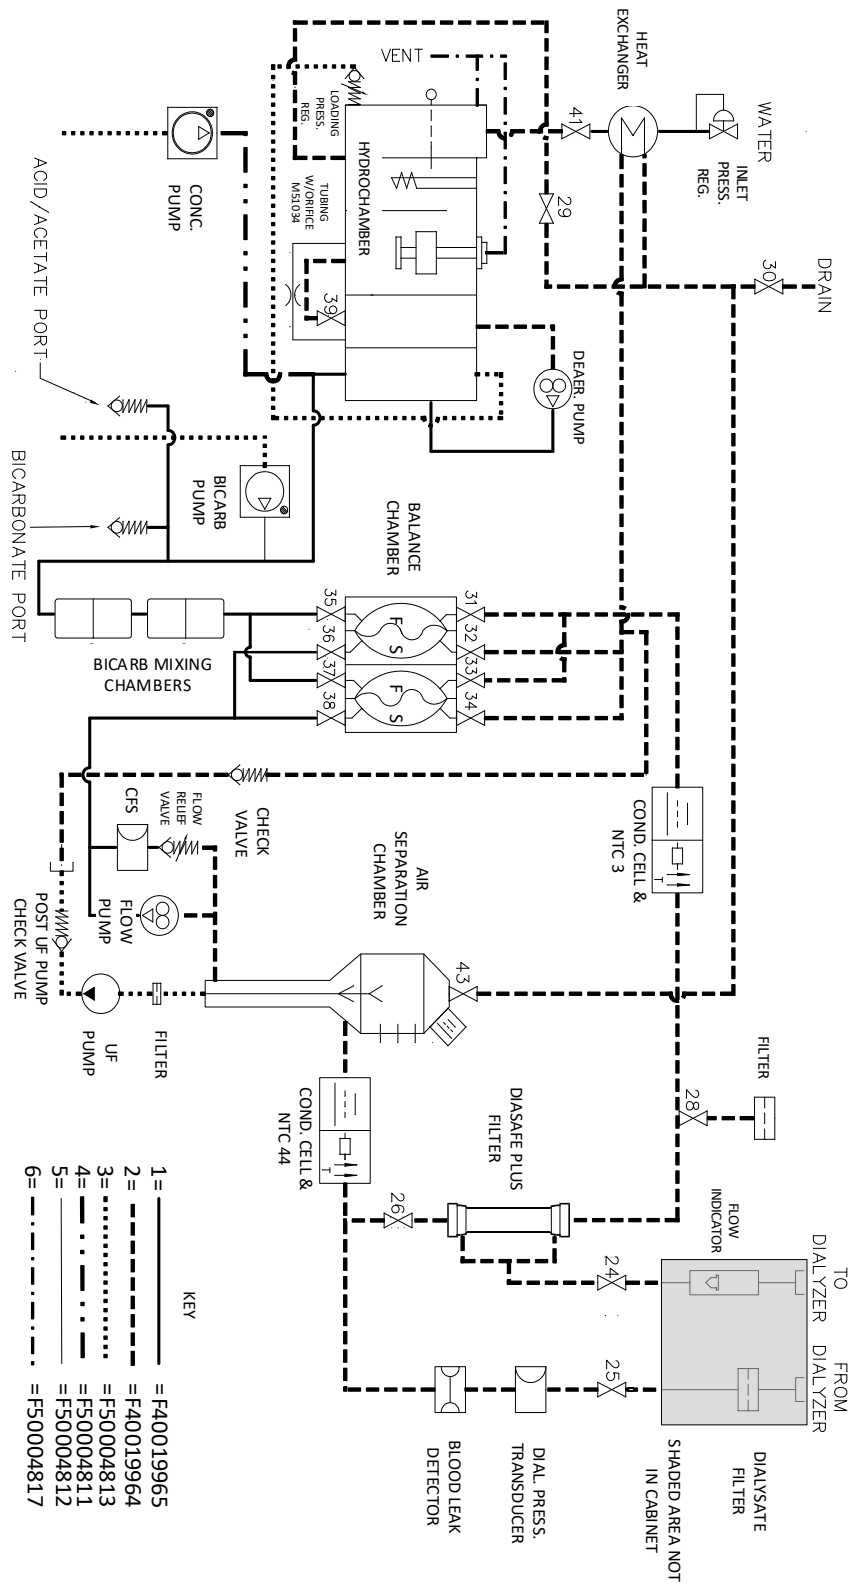 WATER
DRAIN
TO
DIALYZER
FROM
DIALYZER
HEAT
EXCHANGER
INLET
PRESS.
REG.
41
29
30
VENT
LOADING
PRESS.
REG.
HYDROCHAMBER
TUBING
W/ORIFICE
M51034
39
DEAER. PUMP
CONC.
PUMP
ACID/ACETATE PORT
BICARB
PUMP
BICARBONATE PORT
BALANCE
CHAMBER
31
32
33
34
35
36
37
38
F
S
F
S
BICARB MIXING
CHAMBERS
COND. CELL &
NTC 3
T
CHECK
VALVE
FLOW
RELIEF
VALVE
CFS
FLOW
PUMP
POST UF PUMP
CHECK VALVE
UF
PUMP
FILTER
AIR
SEPARATION
CHAMBER
43
COND. CELL &
NTC 44
T
FILTER
28
DIASAFE PLUS
FILTER
26
24
25
FLOW
INDICATOR
DIALYSATE
FILTER
SHADED AREA NOT
IN CABINET
DIAL. PRESS.
TRANSDUCER
BLOOD LEAK
DETECTOR
KEY
1= = F40019965
2= = F40019964
3= = F50004813
4= = F50004811
5= = F50004812
6= = F50004817